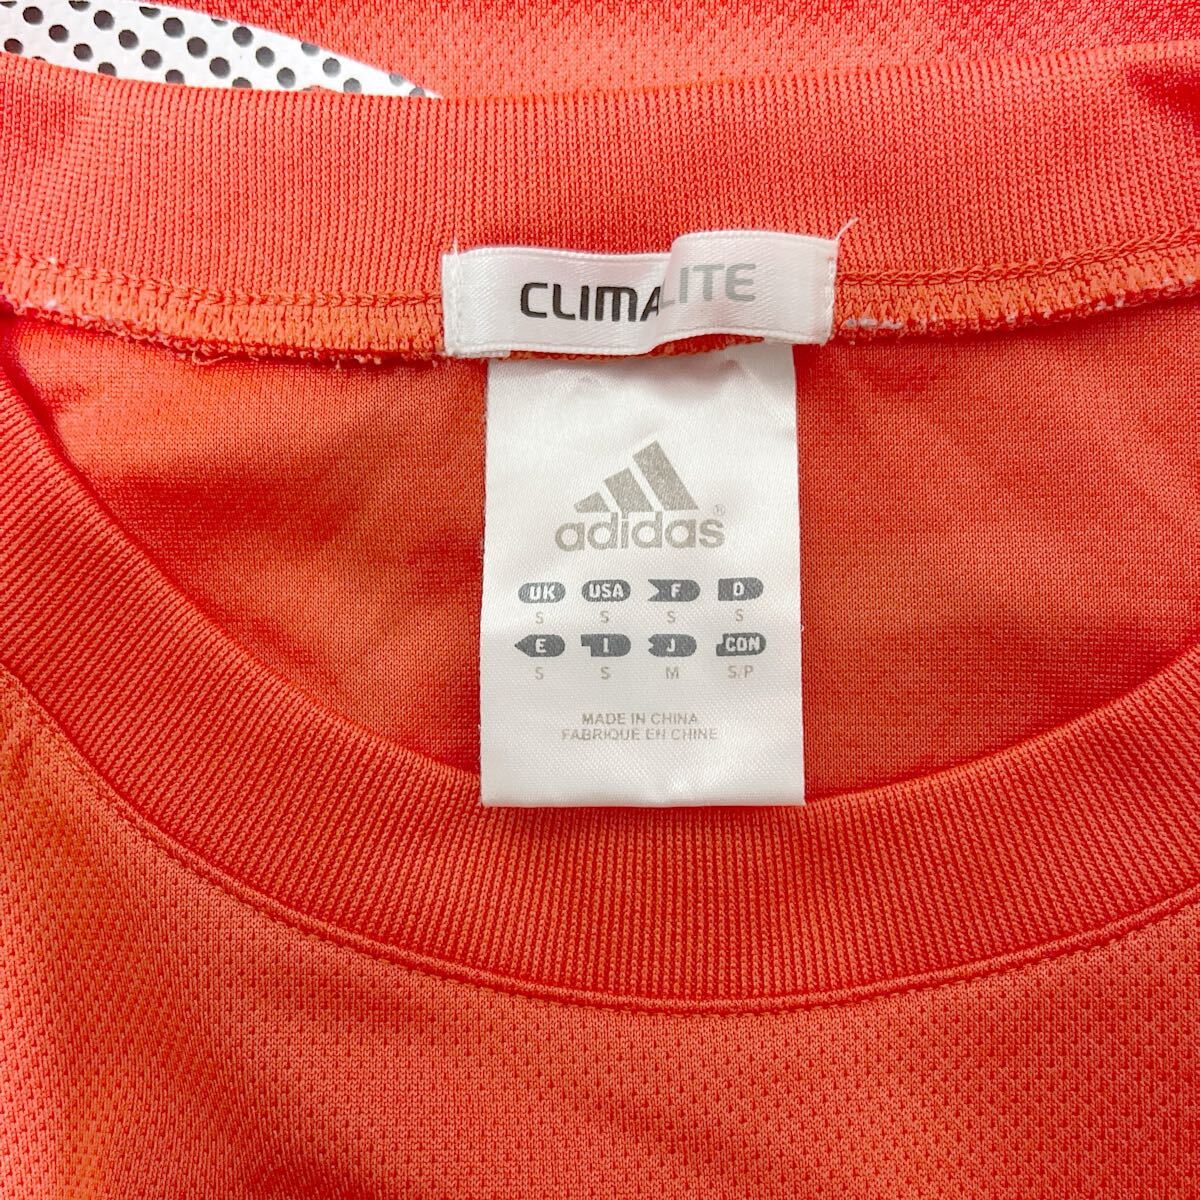 CLIMALITE
adidas®
UK USA F D
S S S S
E I J CON
S S M S/P
MADE IN CHINA
FABRIQUE EN CHINE